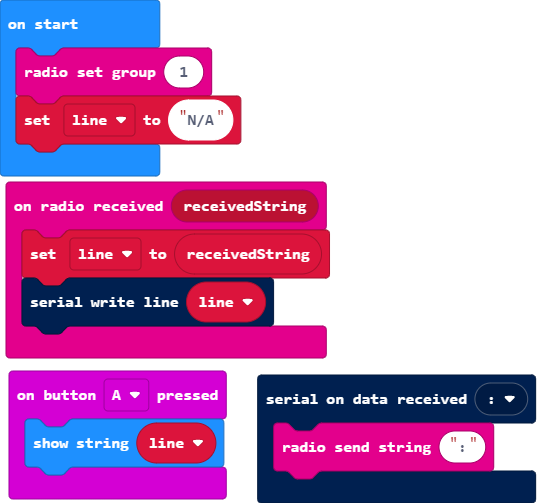 on start
radio set group 1
set line to "N/A"
on radio received receivedString
set line to receivedString
serial write line line
on button A pressed
show string line
serial on data received :
radio send string ":"